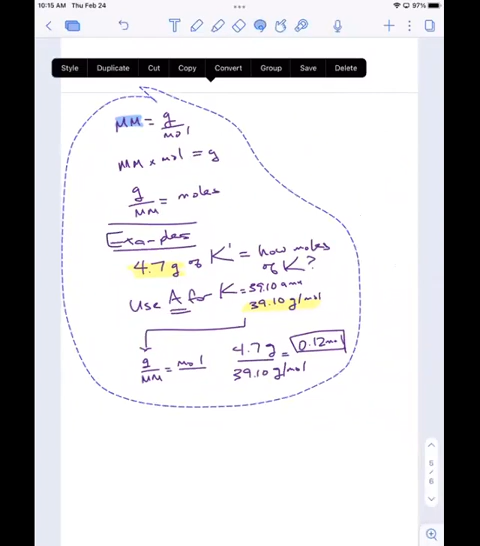 10:15 AM Thu Feb 24
97%
Style Duplicate Cut Copy Convert Group Save Delete
MM = g/mol
MM x mol = g
g/MM = moles
Examples
4.7 g of K = how moles
of K?
Use A for K = 39.10 amu
39.10 g/mol
g/MM = mol
4.7 g / 39.10 g/mol = 0.12 mol
5
/
6